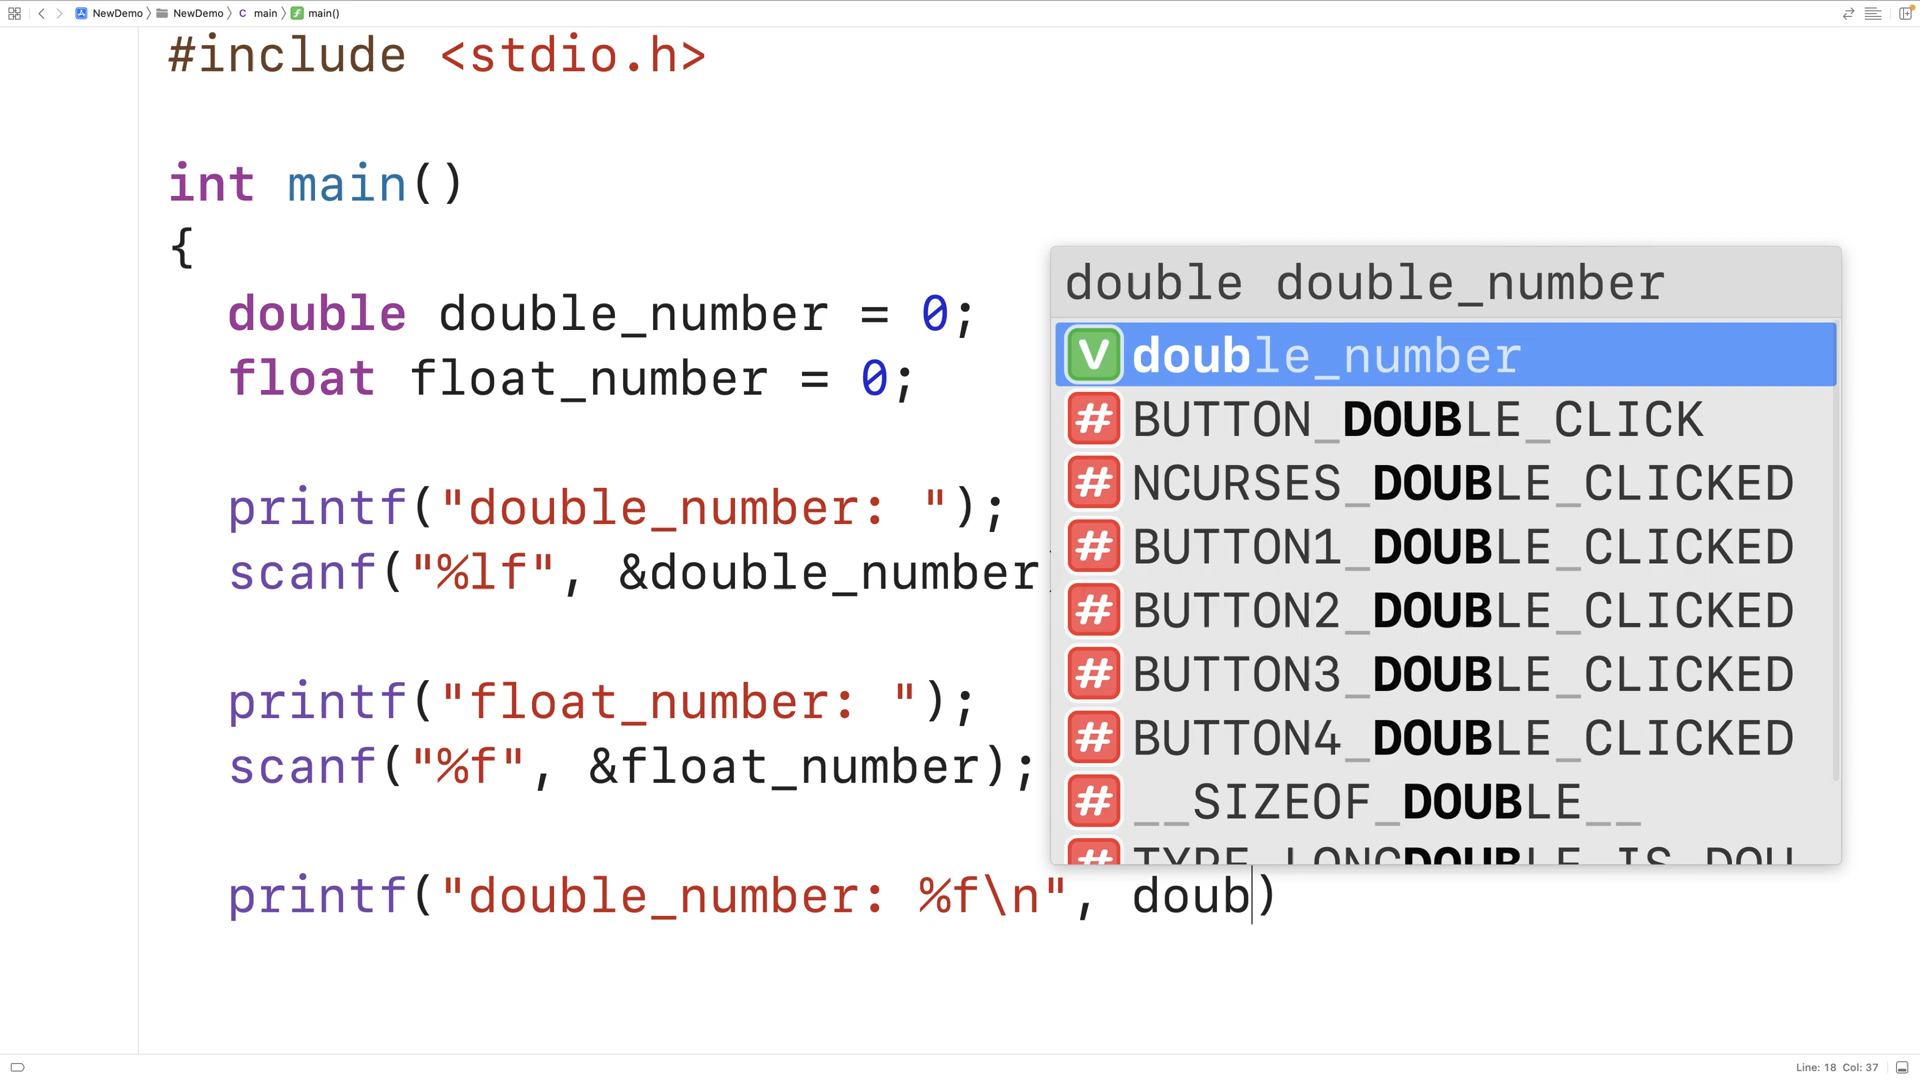 NewDemo NewDemo C main f main()
#include <stdio.h>
int main()
{
double double_number = 0;
float float_number = 0;
printf("double_number: ");
scanf("%lf", &double_number
printf("float_number: ");
scanf("%f", &float_number);
printf("double_number: %f\n", doub)
double double_number
V double_number
# BUTTON_DOUBLE_CLICK
# NCURSES_DOUBLE_CLICKED
# BUTTON1_DOUBLE_CLICKED
# BUTTON2_DOUBLE_CLICKED
# BUTTON3_DOUBLE_CLICKED
# BUTTON4_DOUBLE_CLICKED
# __SIZEOF_DOUBLE__
# TYPE_LONGDOUBLE_IS_DOU
Line: 18 Col: 37